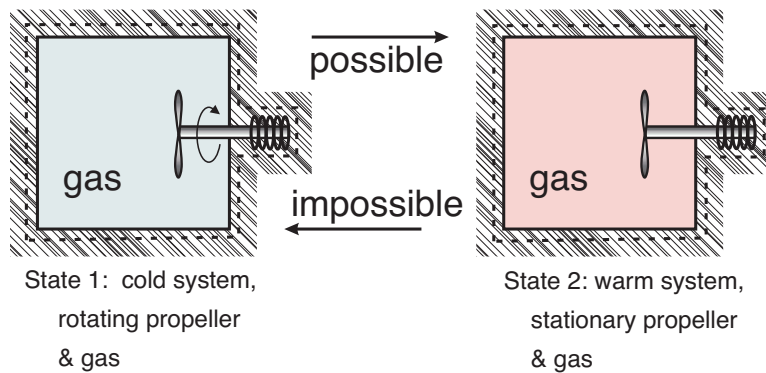 possible
gas
gas
impossible
State 1: cold system,
rotating propeller
& gas
State 2: warm system,
stationary propeller
& gas